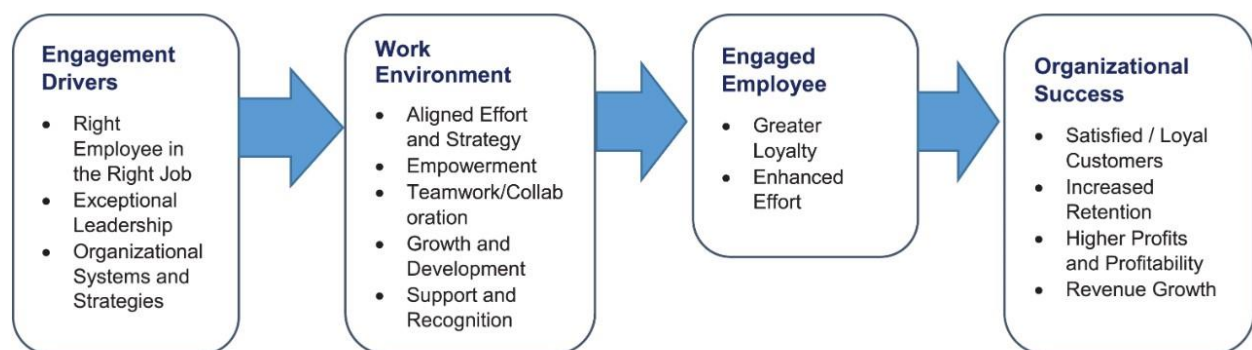 Engagement
Drivers
• Right
Employee in
the Right Job
• Exceptional
Leadership
• Organizational
Systems and
Strategies
Work
Environment
• Aligned Effort
and Strategy
• Empowerment
• Teamwork/Collab
oration
• Growth and
Development
• Support and
Recognition
Engaged
Employee
• Greater
Loyalty
• Enhanced
Effort
Organizational
Success
• Satisfied / Loyal
Customers
• Increased
Retention
• Higher Profits
and Profitability
• Revenue Growth